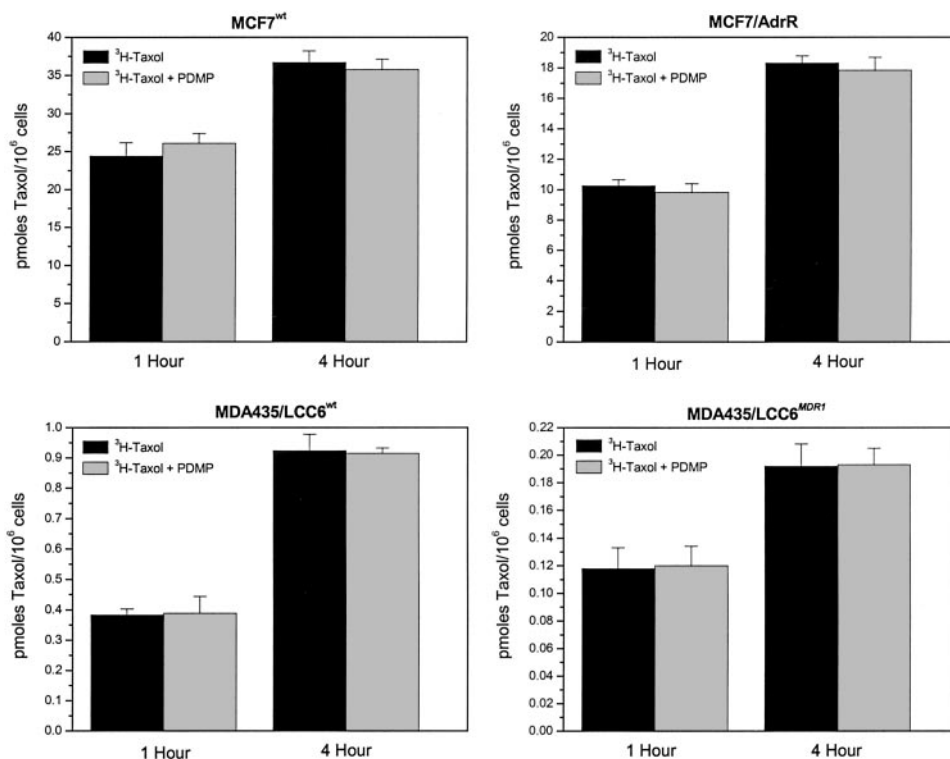 MCF7ʷᵗ
³H-Taxol
³H-Taxol + PDMP
pmoles Taxol/10⁶ cells
40
35
30
25
20
15
10
5
0
1 Hour
4 Hour
MCF7/AdrR
³H-Taxol
³H-Taxol + PDMP
pmoles Taxol/10⁶ cells
20
18
16
14
12
10
8
6
4
2
0
1 Hour
4 Hour
MDA435/LCC6ʷᵗ
³H-Taxol
³H-Taxol + PDMP
pmoles Taxol/10⁶ cells
1.0
0.9
0.8
0.7
0.6
0.5
0.4
0.3
0.2
0.1
0.0
1 Hour
4 Hour
MDA435/LCC6ᴹᴰᴿ¹
³H-Taxol
³H-Taxol + PDMP
pmoles Taxol/10⁶ cells
0.22
0.20
0.18
0.16
0.14
0.12
0.10
0.08
0.06
0.04
0.02
0.00
1 Hour
4 Hour